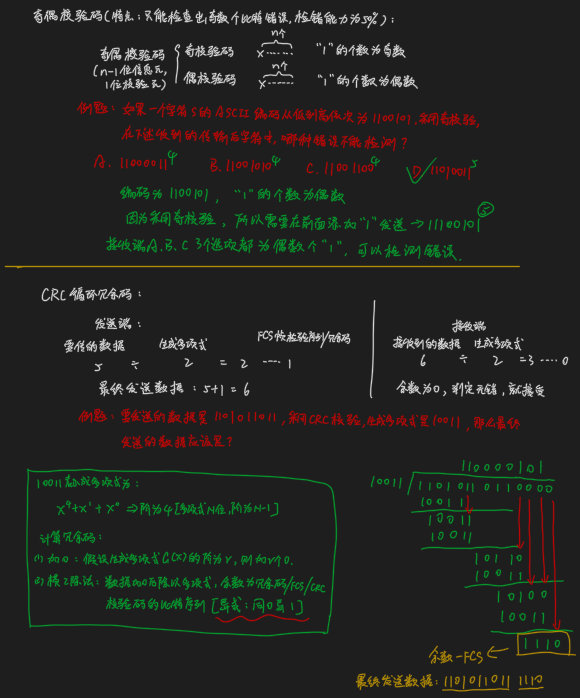 奇偶校验码(特点:只能检查出奇数个比特错误,检错能力为50%):
奇偶校验码
(n-1位信息元,
1位校验元)
n个
奇校验码 x······ "1"的个数为奇数
n个
偶校验码 x······ "1"的个数为偶数
例题:如果一个字符S的ASCII编码从低到高依次为1100101,采用奇校验,
在下述收到的传输后字符中,哪种错误不能检测?
A. 11000011 4 B. 11001010 4 C. 11001100 4 D. 11010011 5
编码为1100101,"1"的个数为偶数
因为采用奇校验,所以需要在前面添加"1"发送→11100101 5
接收端A、B、C 3个选项都为偶数个"1",可以检测错误.
CRC循环冗余码:
发送端:
要传的数据 生成多项式 FCS帧检验序列/冗余码
5 ÷ 2 = 2 ····· 1
最终发送数据:5+1=6
接收端
接收到的数据 生成多项式
6 ÷ 2 =3 ···· 0
余数为0,判定无错,就接受
例题:要发送的数据是1101011011,采用CRC校验,生成多项式是10011,那么最终
发送的数据应该是?
10011表示成多项式为:
X⁴+X¹+X⁰ ⇒阶为4[多项式N位,阶为N-1]
计算冗余码:
(1)加0:假设生成多项式G(X)的阶为r,则加r个0.
(2)模2除法:数据加0后除以多项式,余数为冗余码/FCS/CRC
校验码的比特序列[异或:同0异1]
1100001 01
10011 1101011 0110000
10011
10011
10011
10110
10011
10100
10011
1110
余数-FCS
最终发送数据:1101011011 1110